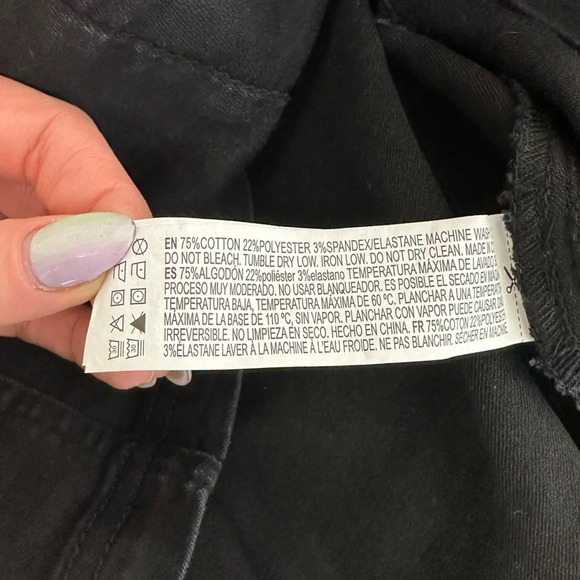 EN 75%COTTON 22%POLYESTER 3%SPANDEX/ELASTANE MACHINE WASH
DO NOT BLEACH. TUMBLE DRY LOW. IRON LOW. DO NOT DRY CLEAN. MADE
ES 75%ALGODÓN 22%poliéster 3%elastano TEMPERATURA MÁXIMA DE LAVADO
PROCESO MUY MODERADO. NO USAR BLANQUEADOR. ES POSIBLE EL SECADO EN
TEMPERATURA BAJA, TEMPERATURA MÁXIMA DE 60 ºC. PLANCHAR A UNA
MÁXIMA DE LA BASE DE 110 ºC, SIN VAPOR. PLANCHAR CON VAPOR PUEDE CAUSAR
IRREVERSIBLE. NO LIMPIEZA EN SECO. HECHO EN CHINA. FR 75%COTON 22%POLYESTER
3%ÉLASTANE LAVER À LA MACHINE À L'EAU FROIDE. NE PAS BLANCHIR. SÉCHER EN MACHINE